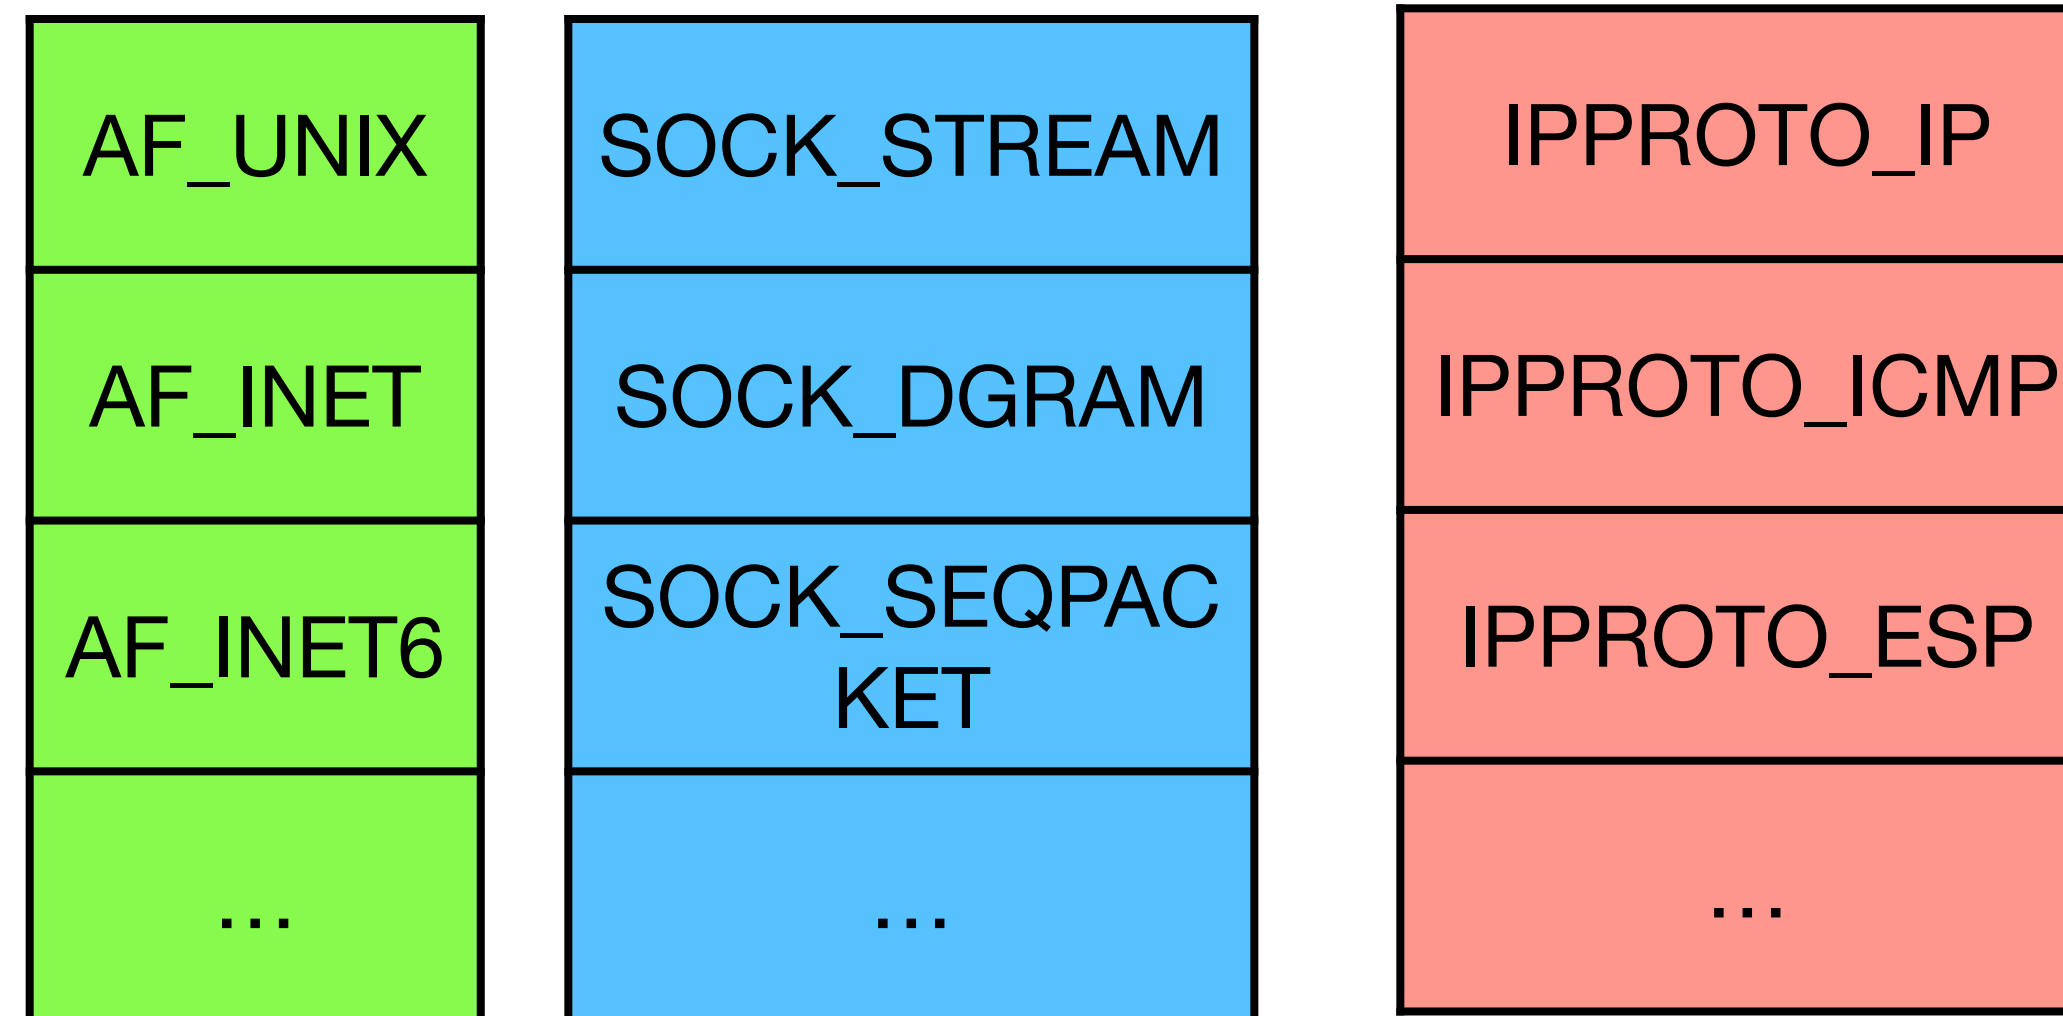 AF_UNIX
AF_INET
AF_INET6
...
SOCK_STREAM
SOCK_DGRAM
SOCK_SEQPAC
KET
...
IPPROTO_IP
IPPROTO_ICMP
IPPROTO_ESP
...